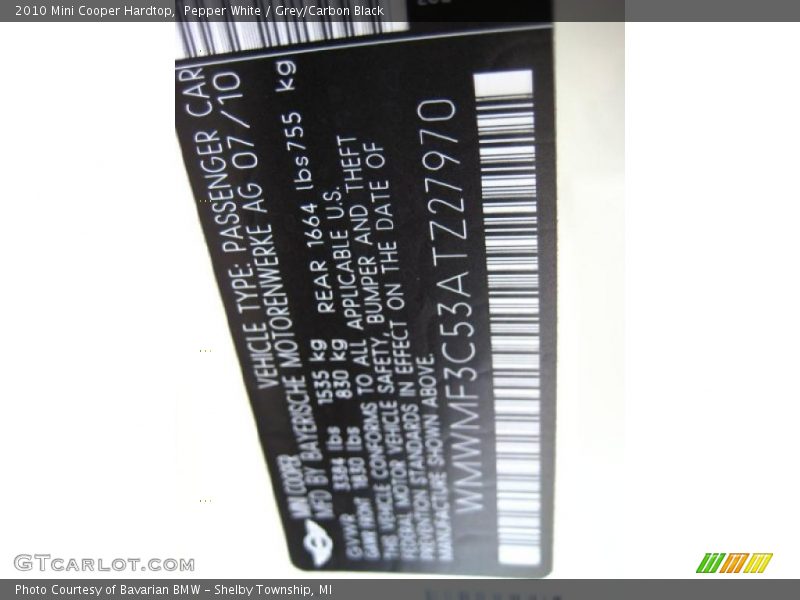 2010 Mini Cooper Hardtop, Pepper White / Grey/Carbon Black
MINI COOPER VEHICLE TYPE: PASSENGER CAR
MFD BY BAYERISCHE MOTORENWERKE AG 07/10
GVWR 3384 lbs 1535 kg REAR 1664 lbs 755 kg
GAWR FRONT 1830 lbs 830 kg
THIS VEHICLE CONFORMS TO ALL APPLICABLE U.S.
FEDERAL MOTOR VEHICLE SAFETY, BUMPER AND THEFT
PREVENTION STANDARDS IN EFFECT ON THE DATE OF
MANUFACTURE SHOWN ABOVE.
WMWMF3C53ATZ27970
GTCARLOT.COM
Photo Courtesy of Bavarian BMW – Shelby Township, MI